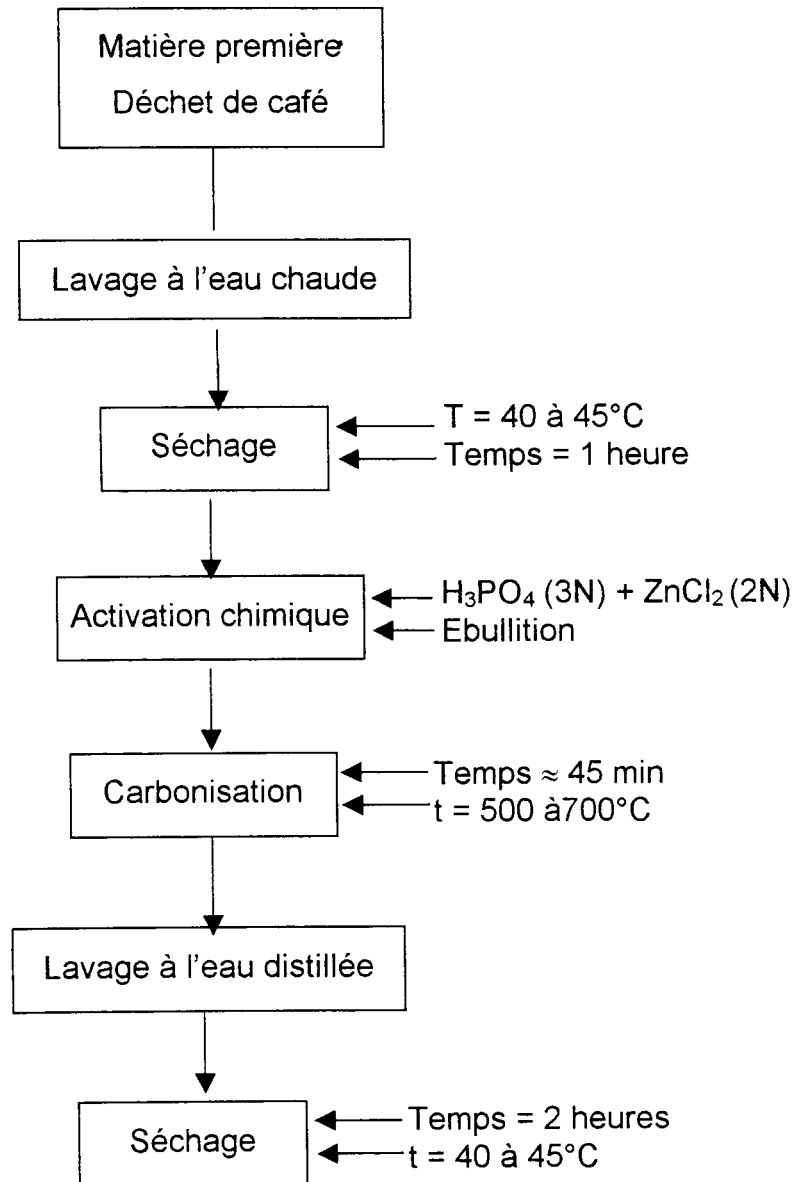 Matière première
Déchet de café
Lavage à l'eau chaude
Séchage
T = 40 à 45°C
Temps = 1 heure
Activation chimique
H₃PO₄ (3N) + ZnCl₂ (2N)
Ebullition
Carbonisation
Temps ≈ 45 min
t = 500 à700°C
Lavage à l'eau distillée
Séchage
Temps = 2 heures
t = 40 à 45°C